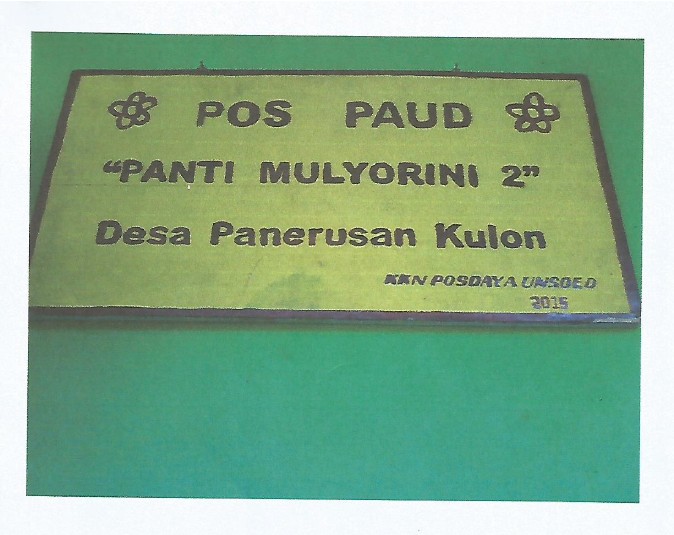 POS PAUD
“PANTI MULYORINI 2”
Desa Panerusan Kulon
KKN POSDAYA UNSOED
2015